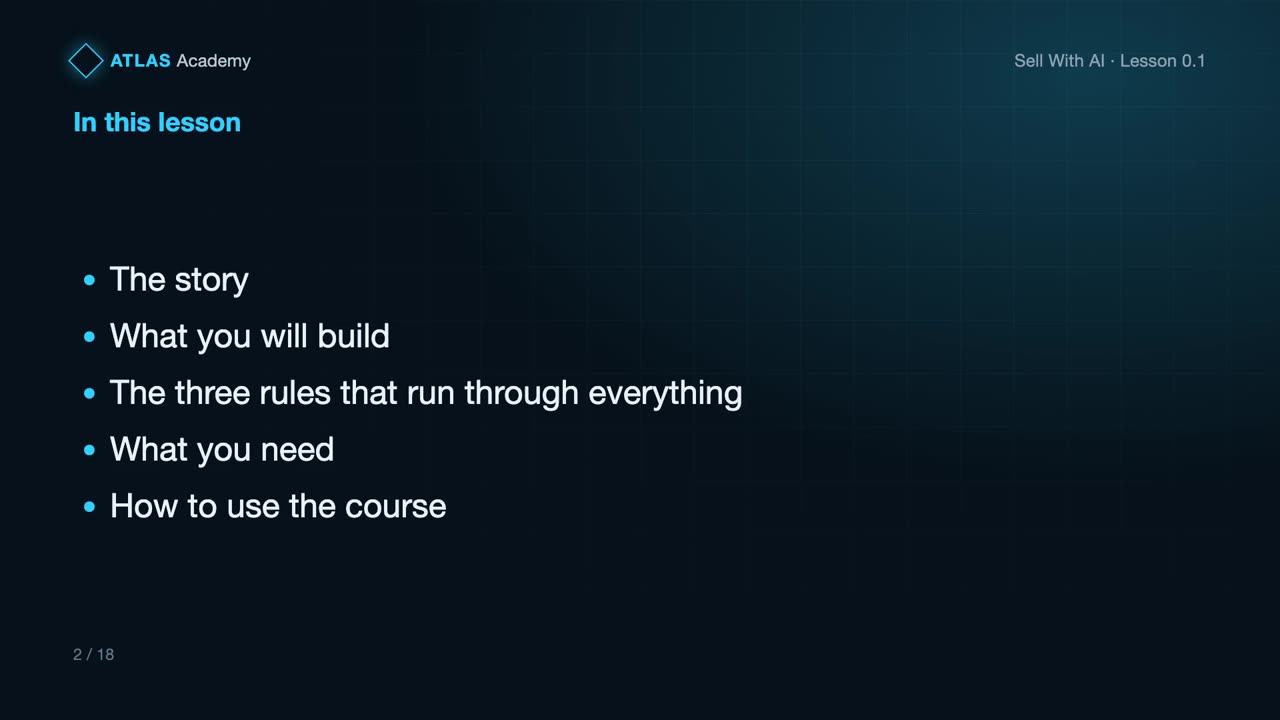 ATLAS Academy
Sell With AI · Lesson 0.1
In this lesson
• The story
• What you will build
• The three rules that run through everything
• What you need
• How to use the course
2 / 18